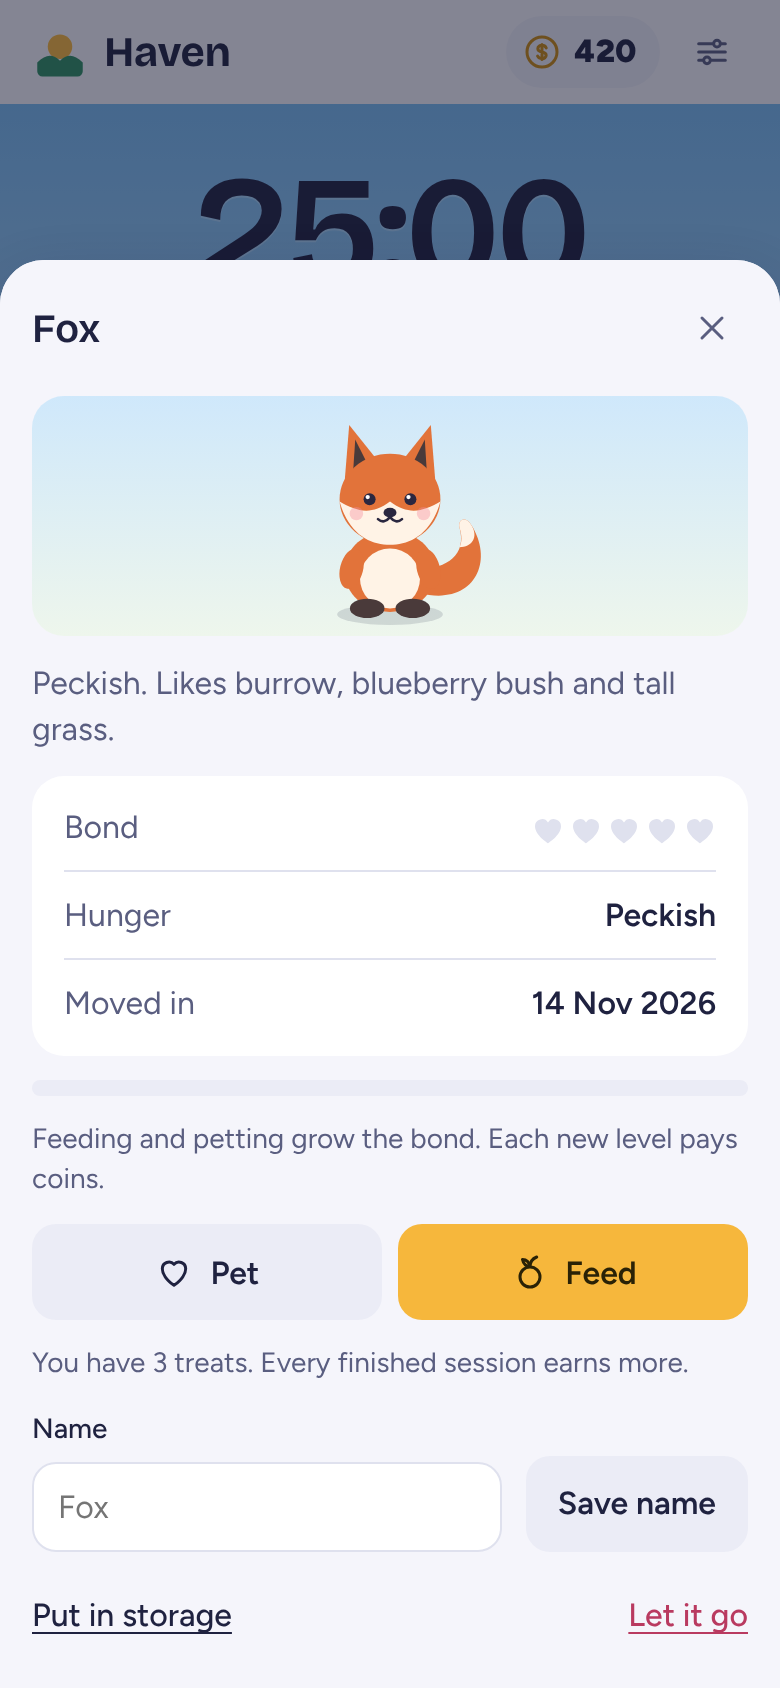 Haven
420
25:00
Fox
Peckish. Likes burrow, blueberry bush and tall
grass.
Bond
Hunger
Peckish
Moved in
14 Nov 2026
Feeding and petting grow the bond. Each new level pays
coins.
Pet
Feed
You have 3 treats. Every finished session earns more.
Name
Fox
Save name
Put in storage
Let it go